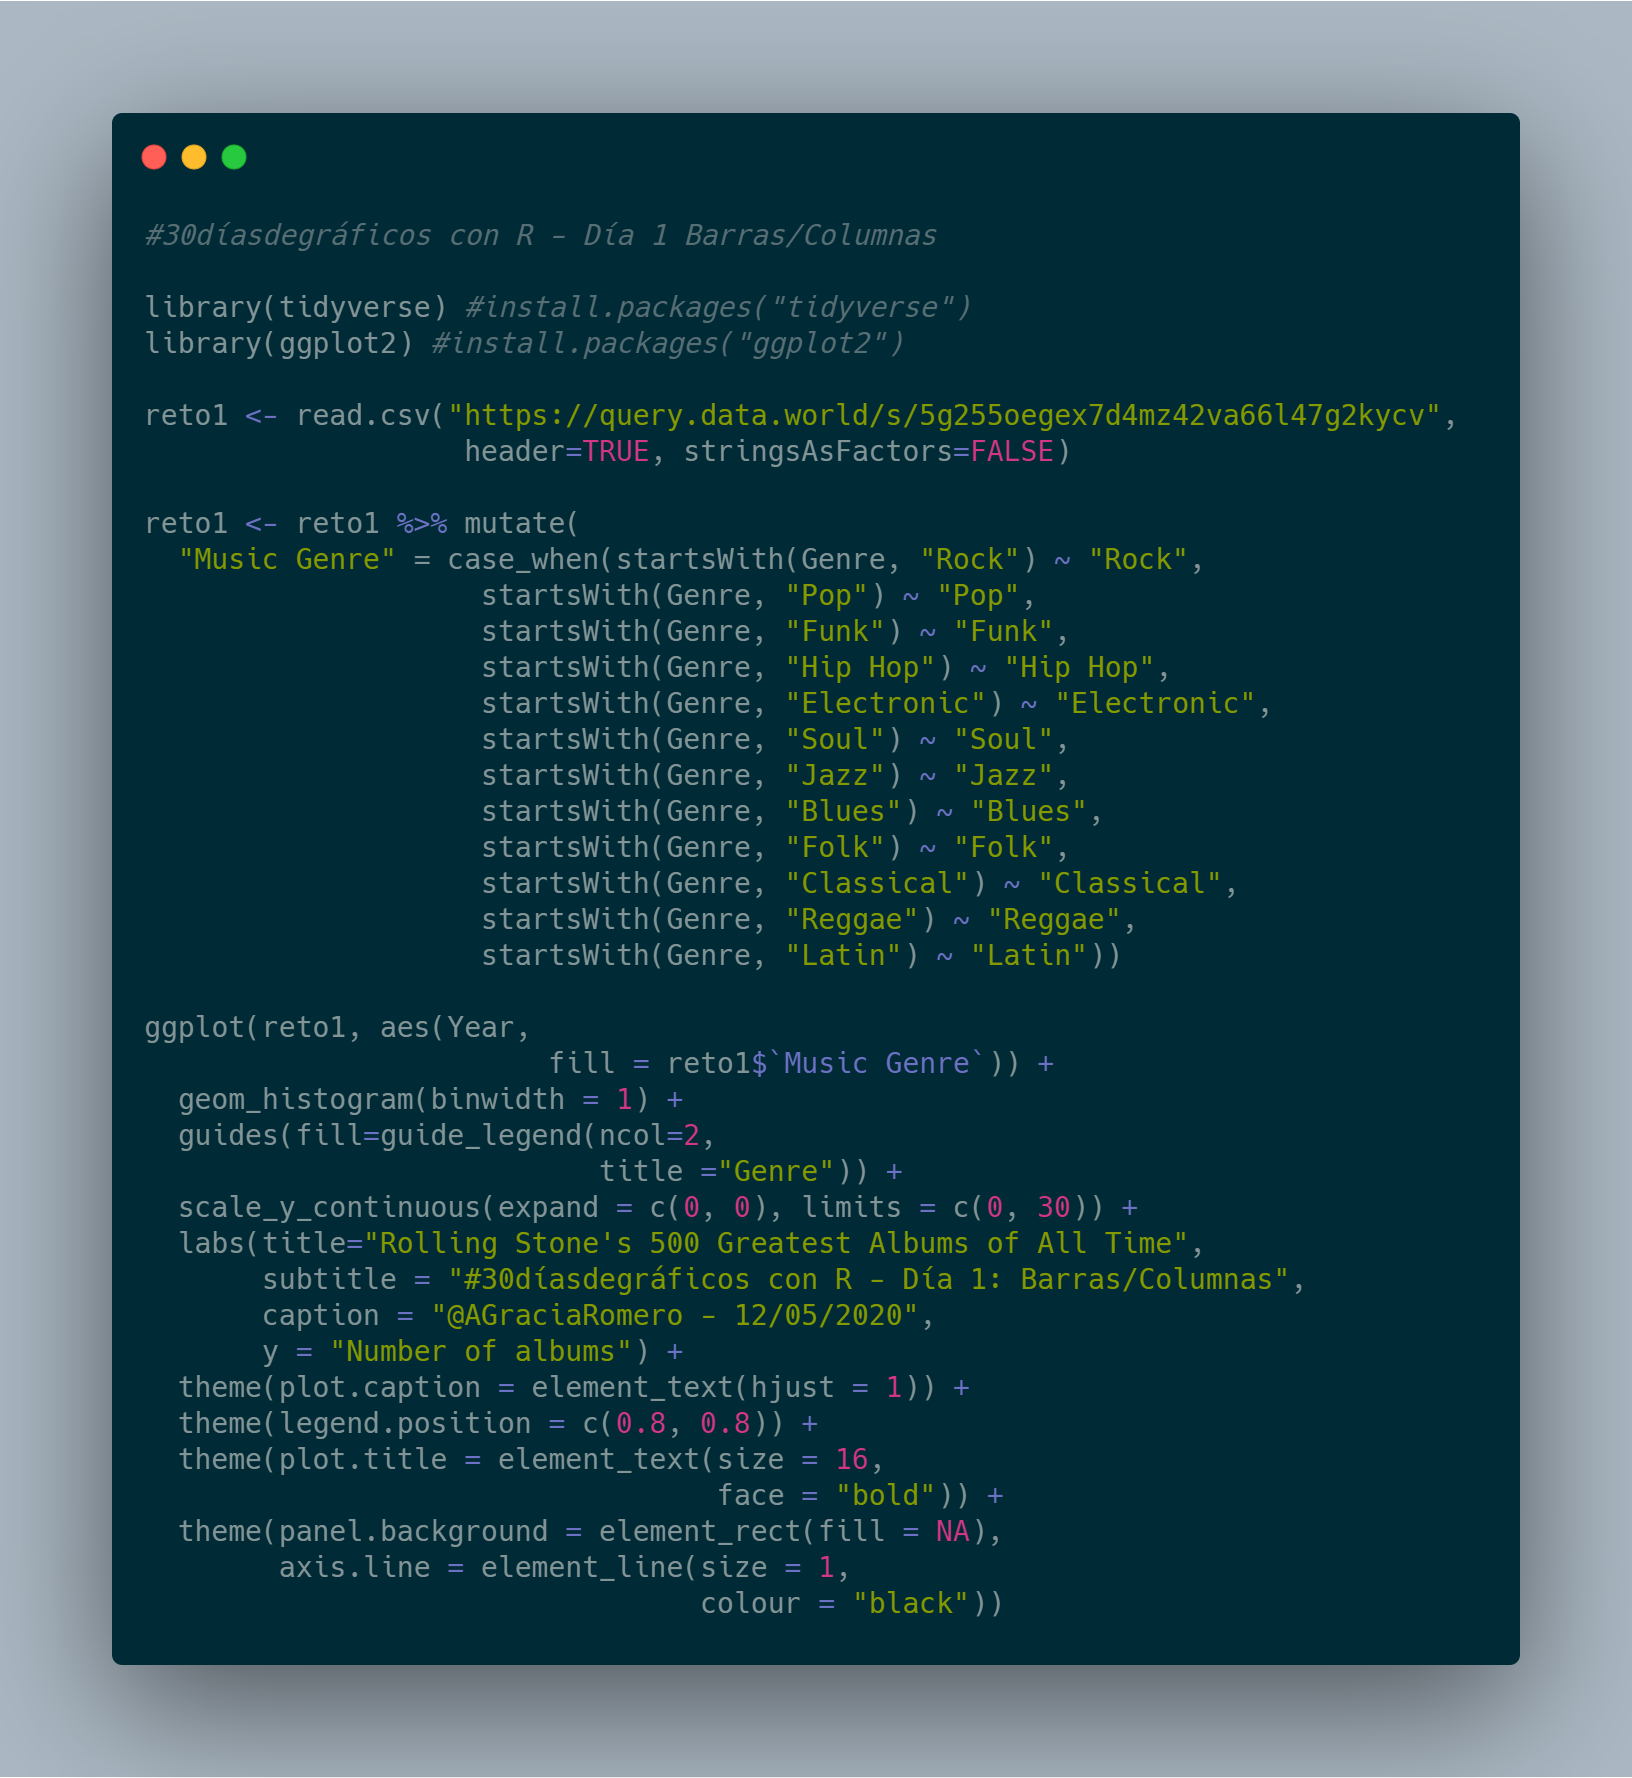 #30díasdegráficos con R - Día 1 Barras/Columnas
library(tidyverse) #install.packages("tidyverse")
library(ggplot2) #install.packages("ggplot2")
reto1 <- read.csv("https://query.data.world/s/5g255oegex7d4mz42va66l47g2kycv",
                   header=TRUE, stringsAsFactors=FALSE)
reto1 <- reto1 %>% mutate(
  "Music Genre" = case_when(startsWith(Genre, "Rock") ~ "Rock",
                    startsWith(Genre, "Pop") ~ "Pop",
                    startsWith(Genre, "Funk") ~ "Funk",
                    startsWith(Genre, "Hip Hop") ~ "Hip Hop",
                    startsWith(Genre, "Electronic") ~ "Electronic",
                    startsWith(Genre, "Soul") ~ "Soul",
                    startsWith(Genre, "Jazz") ~ "Jazz",
                    startsWith(Genre, "Blues") ~ "Blues",
                    startsWith(Genre, "Folk") ~ "Folk",
                    startsWith(Genre, "Classical") ~ "Classical",
                    startsWith(Genre, "Reggae") ~ "Reggae",
                    startsWith(Genre, "Latin") ~ "Latin"))
ggplot(reto1, aes(Year,
                        fill = reto1$`Music Genre`)) +
  geom_histogram(binwidth = 1) +
  guides(fill=guide_legend(ncol=2,
                           title ="Genre")) +
  scale_y_continuous(expand = c(0, 0), limits = c(0, 30)) +
  labs(title="Rolling Stone's 500 Greatest Albums of All Time",
       subtitle = "#30díasdegráficos con R - Día 1: Barras/Columnas",
       caption = "@AGraciaRomero - 12/05/2020",
       y = "Number of albums") +
  theme(plot.caption = element_text(hjust = 1)) +
  theme(legend.position = c(0.8, 0.8)) +
  theme(plot.title = element_text(size = 16,
                                  face = "bold")) +
  theme(panel.background = element_rect(fill = NA),
        axis.line = element_line(size = 1,
                                 colour = "black"))